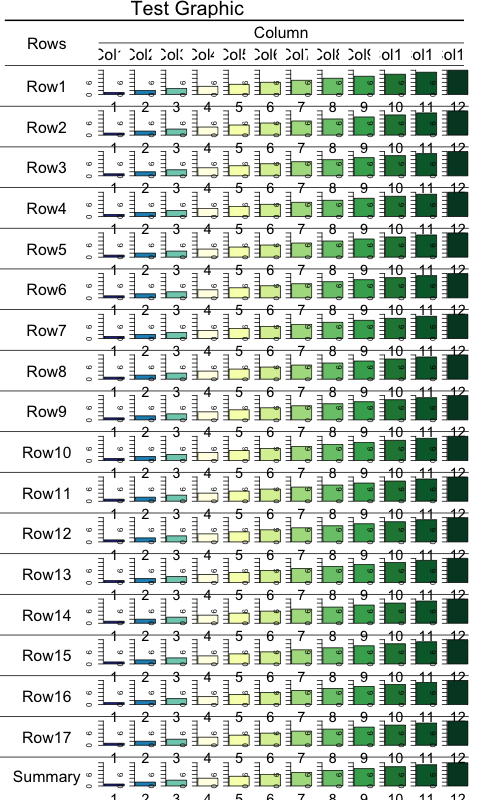 Test Graphic
Column
Rows
Col1 Col2 Col3 Col4 Col5 Col6 Col7 Col8 Col9 Col1 Col1 Col1
Row1
1 2 3 4 5 6 7 8 9 10 11 12
Row2
1 2 3 4 5 6 7 8 9 10 11 12
Row3
1 2 3 4 5 6 7 8 9 10 11 12
Row4
1 2 3 4 5 6 7 8 9 10 11 12
Row5
1 2 3 4 5 6 7 8 9 10 11 12
Row6
1 2 3 4 5 6 7 8 9 10 11 12
Row7
1 2 3 4 5 6 7 8 9 10 11 12
Row8
1 2 3 4 5 6 7 8 9 10 11 12
Row9
1 2 3 4 5 6 7 8 9 10 11 12
Row10
1 2 3 4 5 6 7 8 9 10 11 12
Row11
1 2 3 4 5 6 7 8 9 10 11 12
Row12
1 2 3 4 5 6 7 8 9 10 11 12
Row13
1 2 3 4 5 6 7 8 9 10 11 12
Row14
1 2 3 4 5 6 7 8 9 10 11 12
Row15
1 2 3 4 5 6 7 8 9 10 11 12
Row16
1 2 3 4 5 6 7 8 9 10 11 12
Row17
1 2 3 4 5 6 7 8 9 10 11 12
Summary
1 2 3 4 5 6 7 8 9 10 11 12